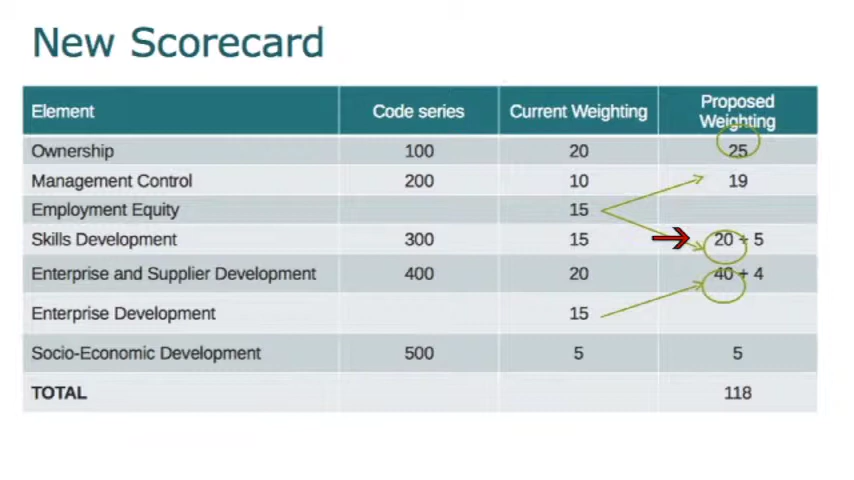 New Scorecard
Element Code series Current Weighting Proposed Weighting
Ownership 100 20 25
Management Control 200 10 19
Employment Equity 15
Skills Development 300 15 20 + 5
Enterprise and Supplier Development 400 20 40 + 4
Enterprise Development 15
Socio-Economic Development 500 5 5
TOTAL 118